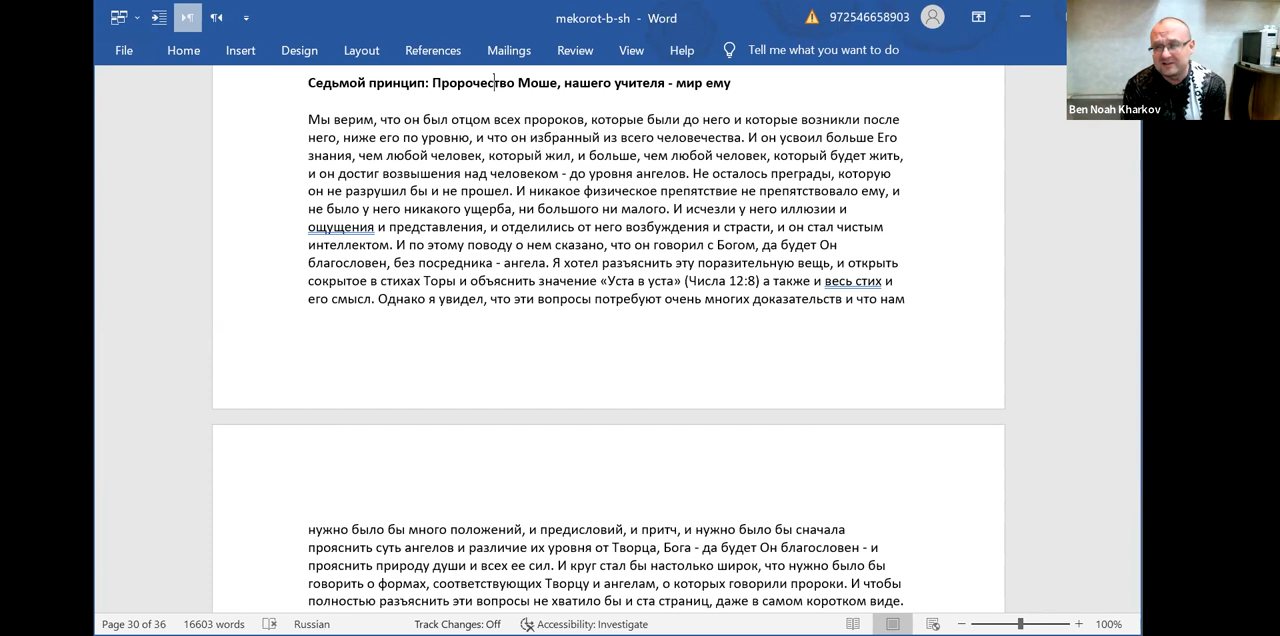 mekorot-b-sh - Word
972546658903
File Home Insert Design Layout References Mailings Review View Help Tell me what you want to do
Ben Noah Kharkov
Седьмой принцип: Пророчество Моше, нашего учителя - мир ему
Мы верим, что он был отцом всех пророков, которые были до него и которые возникли после
него, ниже его по уровню, и что он избранный из всего человечества. И он усвоил больше Его
знания, чем любой человек, который жил, и больше, чем любой человек, который будет жить,
и он достиг возвышения над человеком - до уровня ангелов. Не осталось преграды, которую
он не разрушил бы и не прошел. И никакое физическое препятствие не препятствовало ему, и
не было у него никакого ущерба, ни большого ни малого. И исчезли у него иллюзии и
ощущения и представления, и отделились от него возбуждения и страсти, и он стал чистым
интеллектом. И по этому поводу о нем сказано, что он говорил с Богом, да будет Он
благословен, без посредника - ангела. Я хотел разъяснить эту поразительную вещь, и открыть
сокрытое в стихах Торы и объяснить значение «Уста в уста» (Числа 12:8) а также и весь стих и
его смысл. Однако я увидел, что эти вопросы потребуют очень многих доказательств и что нам
нужно было бы много положений, и предисловий, и притч, и нужно было бы сначала
прояснить суть ангелов и различие их уровня от Творца, Бога - да будет Он благословен - и
прояснить природу души и всех ее сил. И круг стал бы настолько широк, что нужно было бы
говорить о формах, соответствующих Творцу и ангелам, о которых говорили пророки. И чтобы
полностью разъяснить эти вопросы не хватило бы и ста страниц, даже в самом коротком виде.
Page 30 of 36 16603 words Russian Track Changes: Off Accessibility: Investigate 100%